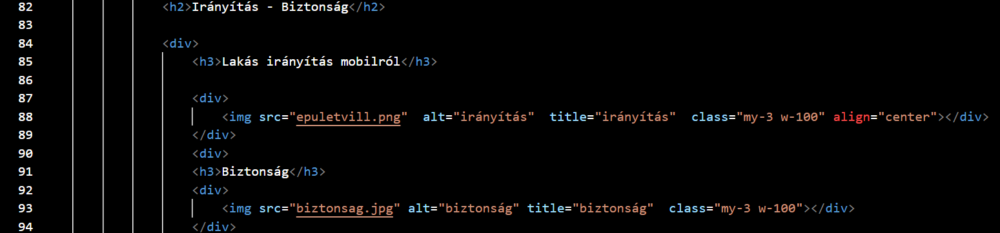 82 <h2>Irányítás - Biztonság</h2>
83
84 <div>
85 <h3>Lakás irányítás mobilról</h3>
86
87 <div>
88 <img src="epuletvill.png"  alt="irányítás"  title="irányítás"  class="my-3 w-100" align="center"></div>
89 </div>
90 <div>
91 <h3>Biztonság</h3>
92 <div>
93 <img src="biztonsag.jpg" alt="biztonság" title="biztonság"  class="my-3 w-100"></div>
94 </div>